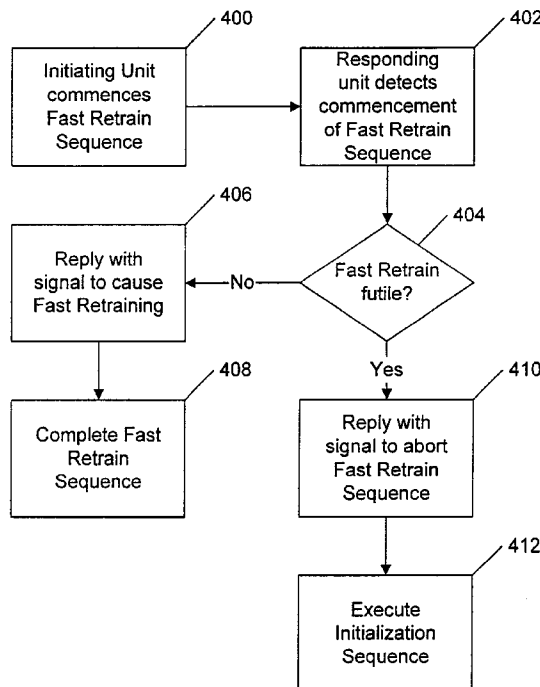 400
Initiating Unit
commences
Fast Retrain
Sequence
402
Responding
unit detects
commencement
of Fast Retrain
Sequence
404
Fast Retrain
futile?
No
406
Reply with
signal to cause
Fast Retraining
408
Complete Fast
Retrain
Sequence
Yes
410
Reply with
signal to abort
Fast Retrain
Sequence
412
Execute
Initialization
Sequence